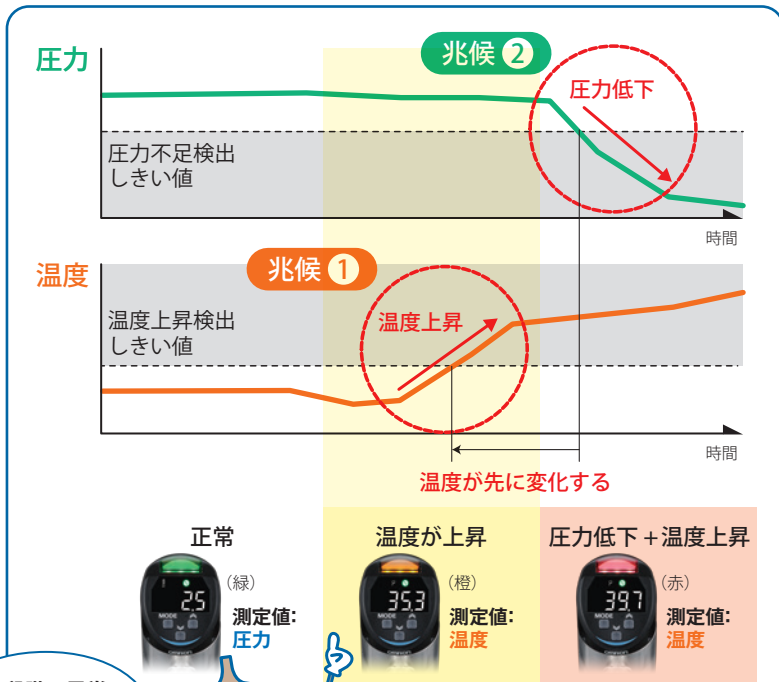 圧力
兆候 2
圧力低下
圧力不足検出
しきい値
時間
温度
兆候 1
温度上昇
温度上昇検出
しきい値
時間
温度が先に変化する
正常
(緑)
2.5
MODE
測定値:
圧力
温度が上昇
(橙)
35.3
MODE
測定値:
温度
圧力低下+温度上昇
(赤)
39.7
MODE
測定値:
温度